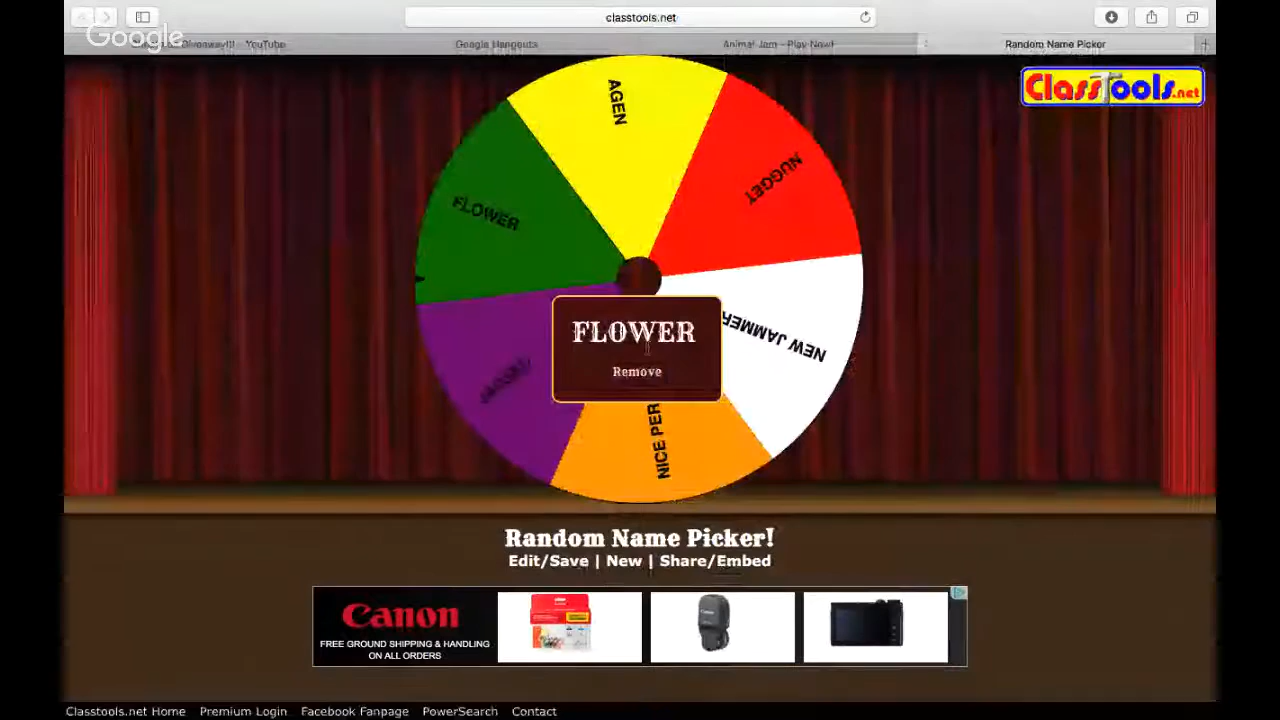 classtools.net
Google
Giveaway!!! - YouTube
Google Hangouts
Animal Jam - Play Now!
Random Name Picker
ClassTools.net
AGEN
NUGGET
FLOWER
NEW JAMMER
FLOWER
Remove
NICE PER
Random Name Picker!
Edit/Save | New | Share/Embed
Canon
FREE GROUND SHIPPING & HANDLING
ON ALL ORDERS
Classtools.net Home Premium Login Facebook Fanpage PowerSearch Contact